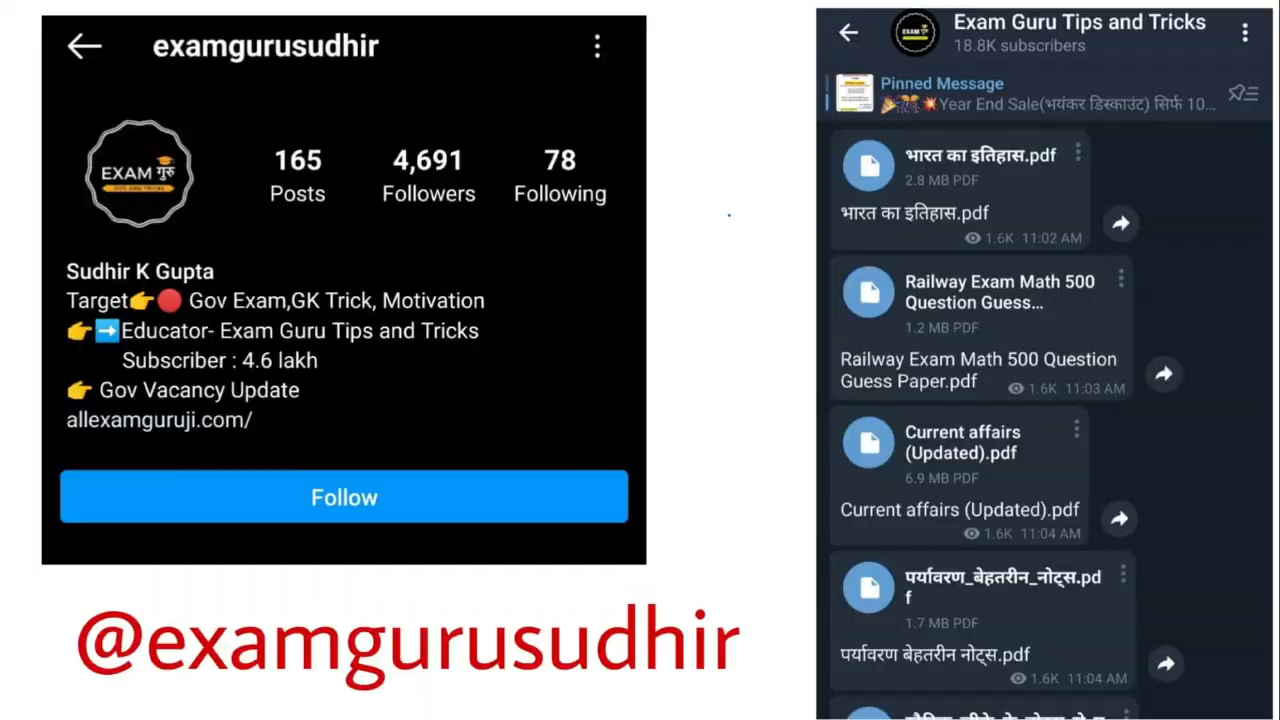 examgurusudhir
EXAM गुरु
165
4,691
78
Posts
Followers
Following
Sudhir K Gupta
Target👉🔴 Gov Exam,GK Trick, Motivation
👉➡️Educator- Exam Guru Tips and Tricks
Subscriber : 4.6 lakh
👉 Gov Vacancy Update
allexamguruji.com/
Follow
@examgurusudhir
Exam Guru Tips and Tricks
18.8K subscribers
EXAM गुरु
Pinned Message
🎉🎊💥Year End Sale(भयंकर डिस्काउंट) सिर्फ 10...
भारत का इतिहास.pdf
2.8 MB PDF
भारत का इतिहास.pdf
1.6K 11:02 AM
Railway Exam Math 500
Question Guess...
1.2 MB PDF
Railway Exam Math 500 Question
Guess Paper.pdf
1.6K 11:03 AM
Current affairs
(Updated).pdf
6.9 MB PDF
Current affairs (Updated).pdf
1.6K 11:04 AM
पर्यावरण_बेहतरीन_नोट्स.pd
f
1.7 MB PDF
पर्यावरण बेहतरीन नोट्स.pdf
1.6K 11:04 AM